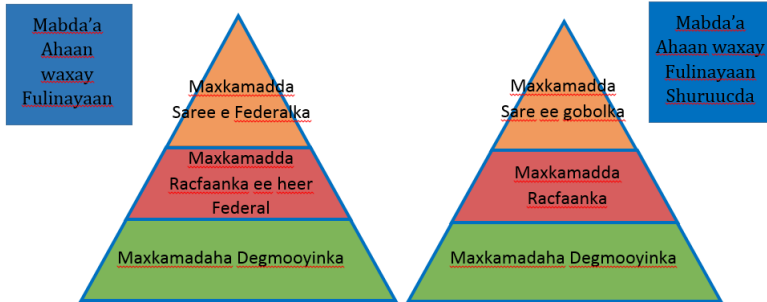 Mabda’a
Ahaan
waxay
Fulinayaan
Maxkamadda
Saree e Federalka
Maxkamadda
Racfaanka ee heer
Federal
Maxkamadaha Degmooyinka
Maxkamadda
Sare ee gobolka
Maxkamadda
Racfaanka
Maxkamadaha Degmooyinka
Mabda’a
Ahaan waxay
Fulinayaan
Shuruucda